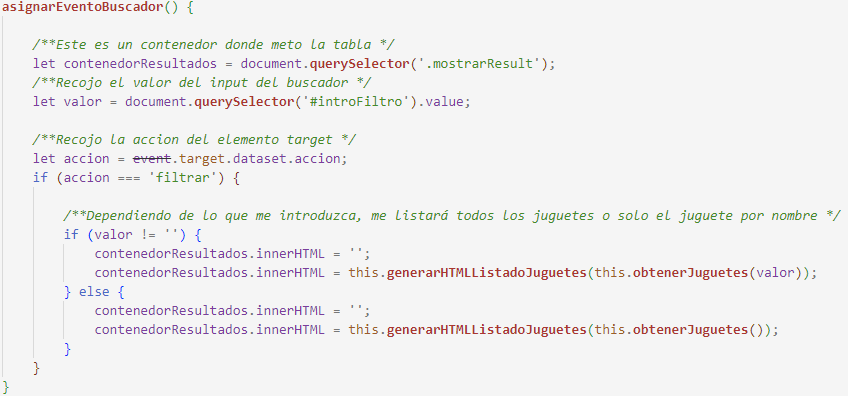 asignarEventoBuscador() {
/**Este es un contenedor donde meto la tabla */
let contenedorResultados = document.querySelector('.mostrarResult');
/**Recojo el valor del input del buscador */
let valor = document.querySelector('#introFiltro').value;
/**Recojo la accion del elemento target */
let accion = event.target.dataset.accion;
if (accion === 'filtrar') {
/**Dependiendo de lo que me introduzca, me listará todos los juguetes o solo el juguete por nombre */
if (valor != '') {
contenedorResultados.innerHTML = '';
contenedorResultados.innerHTML = this.generarHTMLListadoJuguetes(this.obtenerJuguetes(valor));
} else {
contenedorResultados.innerHTML = '';
contenedorResultados.innerHTML = this.generarHTMLListadoJuguetes(this.obtenerJuguetes());
}
}
}